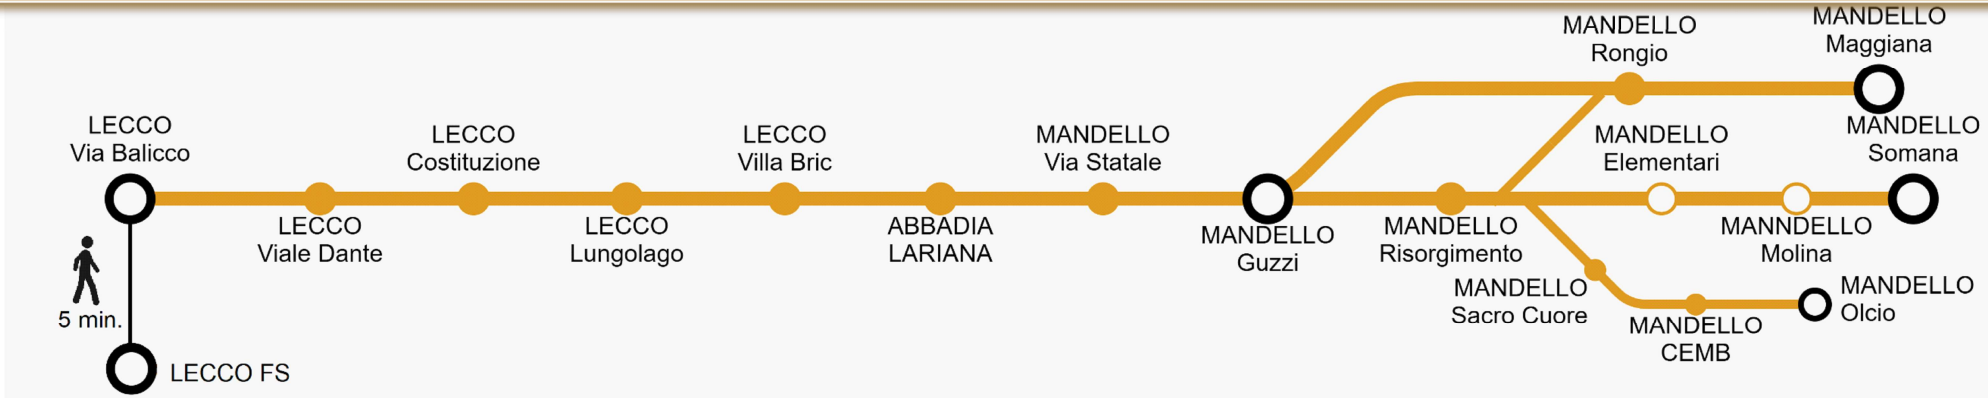 LECCO
Via Balicco
5 min.
LECCO FS
LECCO
Viale Dante
LECCO
Costituzione
LECCO
Lungolago
LECCO
Villa Bric
ABBADIA
LARIANA
MANDELLO
Via Statale
MANDELLO
Guzzi
MANDELLO
Rongio
MANDELLO
Maggiana
MANDELLO
Risorgimento
MANDELLO
Elementari
MANNDELLO
Molina
MANDELLO
Somana
MANDELLO
Sacro Cuore
MANDELLO
CEMB
MANDELLO
Olcio